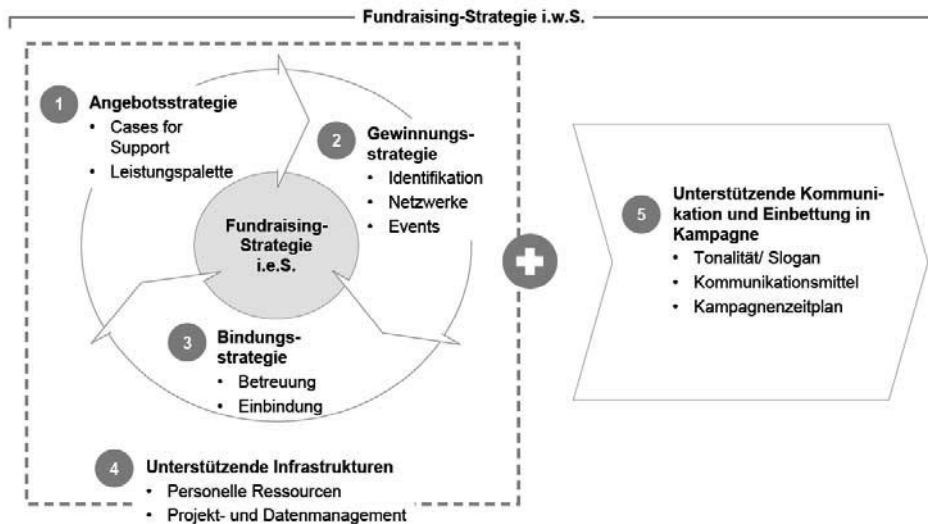 Fundraising-Strategie i.w.S.
1
Angebotsstrategie
• Cases for
Support
• Leistungspalette
2
Gewinnungs-
strategie
• Identifikation
• Netzwerke
• Events
Fundraising-
Strategie
i.e.S.
3
Bindungs-
strategie
• Betreuung
• Einbindung
4
Unterstützende Infrastrukturen
• Personelle Ressourcen
• Projekt- und Datenmanagement
5
Unterstützende Kommuni-
kation und Einbettung in
Kampagne
• Tonalität/ Slogan
• Kommunikationsmittel
• Kampagnenzeitplan